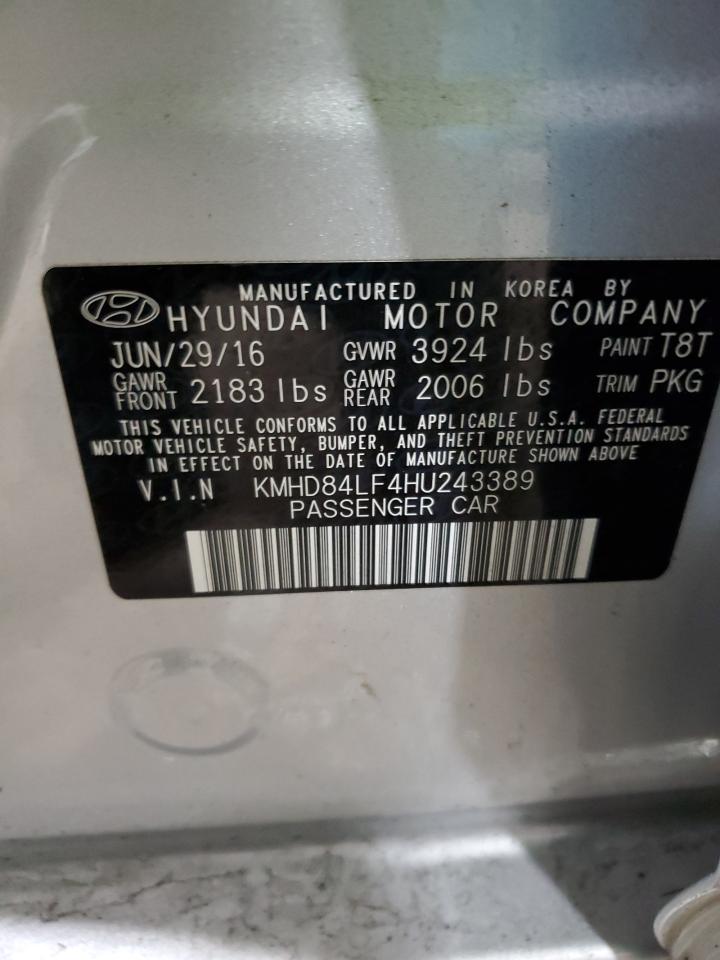 MANUFACTURED IN KOREA BY
HYUNDAI MOTOR COMPANY
JUN/29/16 GVWR 3924 lbs PAINT T8T
GAWR FRONT 2183 lbs GAWR REAR 2006 lbs TRIM PKG
THIS VEHICLE CONFORMS TO ALL APPLICABLE U.S.A. FEDERAL
MOTOR VEHICLE SAFETY, BUMPER, AND THEFT PREVENTION STANDARDS
IN EFFECT ON THE DATE OF MANUFACTURE SHOWN ABOVE
V.I.N KMHD84LF4HU243389
PASSENGER CAR